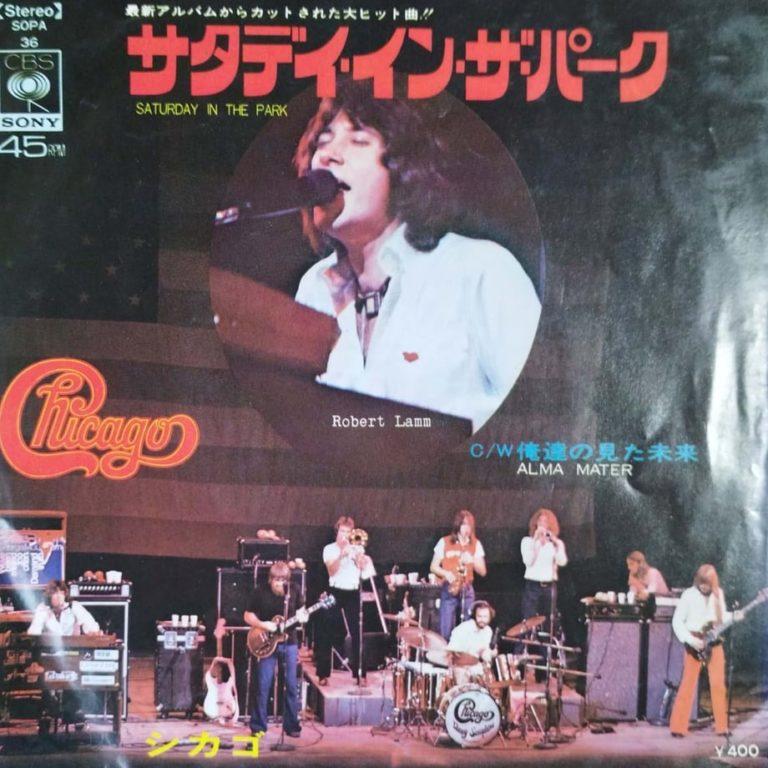 【Stereo】
SOPA
36
CBS
SONY
45RPM
最新アルバムからカットされた大ヒット曲!!
サタデイ・イン・ザ・パーク
SATURDAY IN THE PARK
Chicago
Robert Lamm
C/W 俺達の見た未来
ALMA MATER
Chicago
シカゴ
¥400